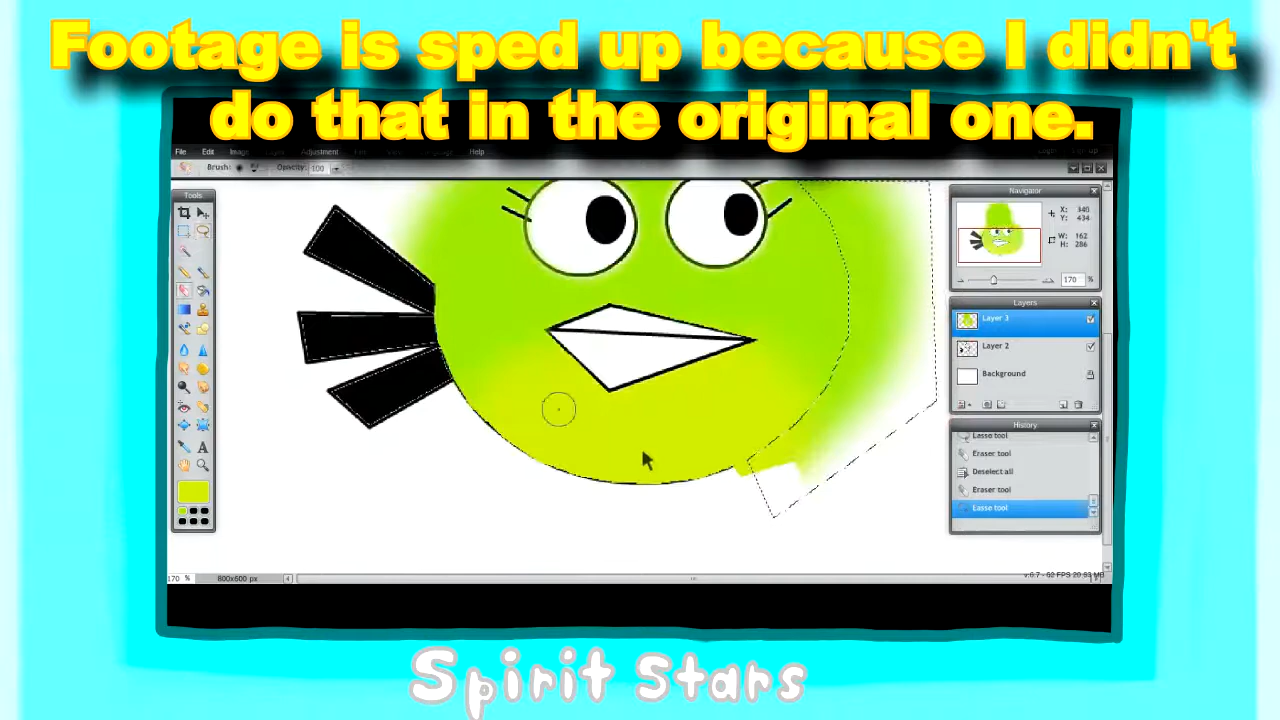 Footage is sped up because I didn't
do that in the original one.
File Edit Image Adjustment Help
Brush: Opacity: 100
Tools
Navigator
X: 340
Y: 434
W: 162
H: 286
170 %
Layers
Layer 3
Layer 2
Background
History
Lasso tool
Eraser tool
Deselect all
Eraser tool
Lasso tool
A
170 % 800x600 px
Spirit Stars